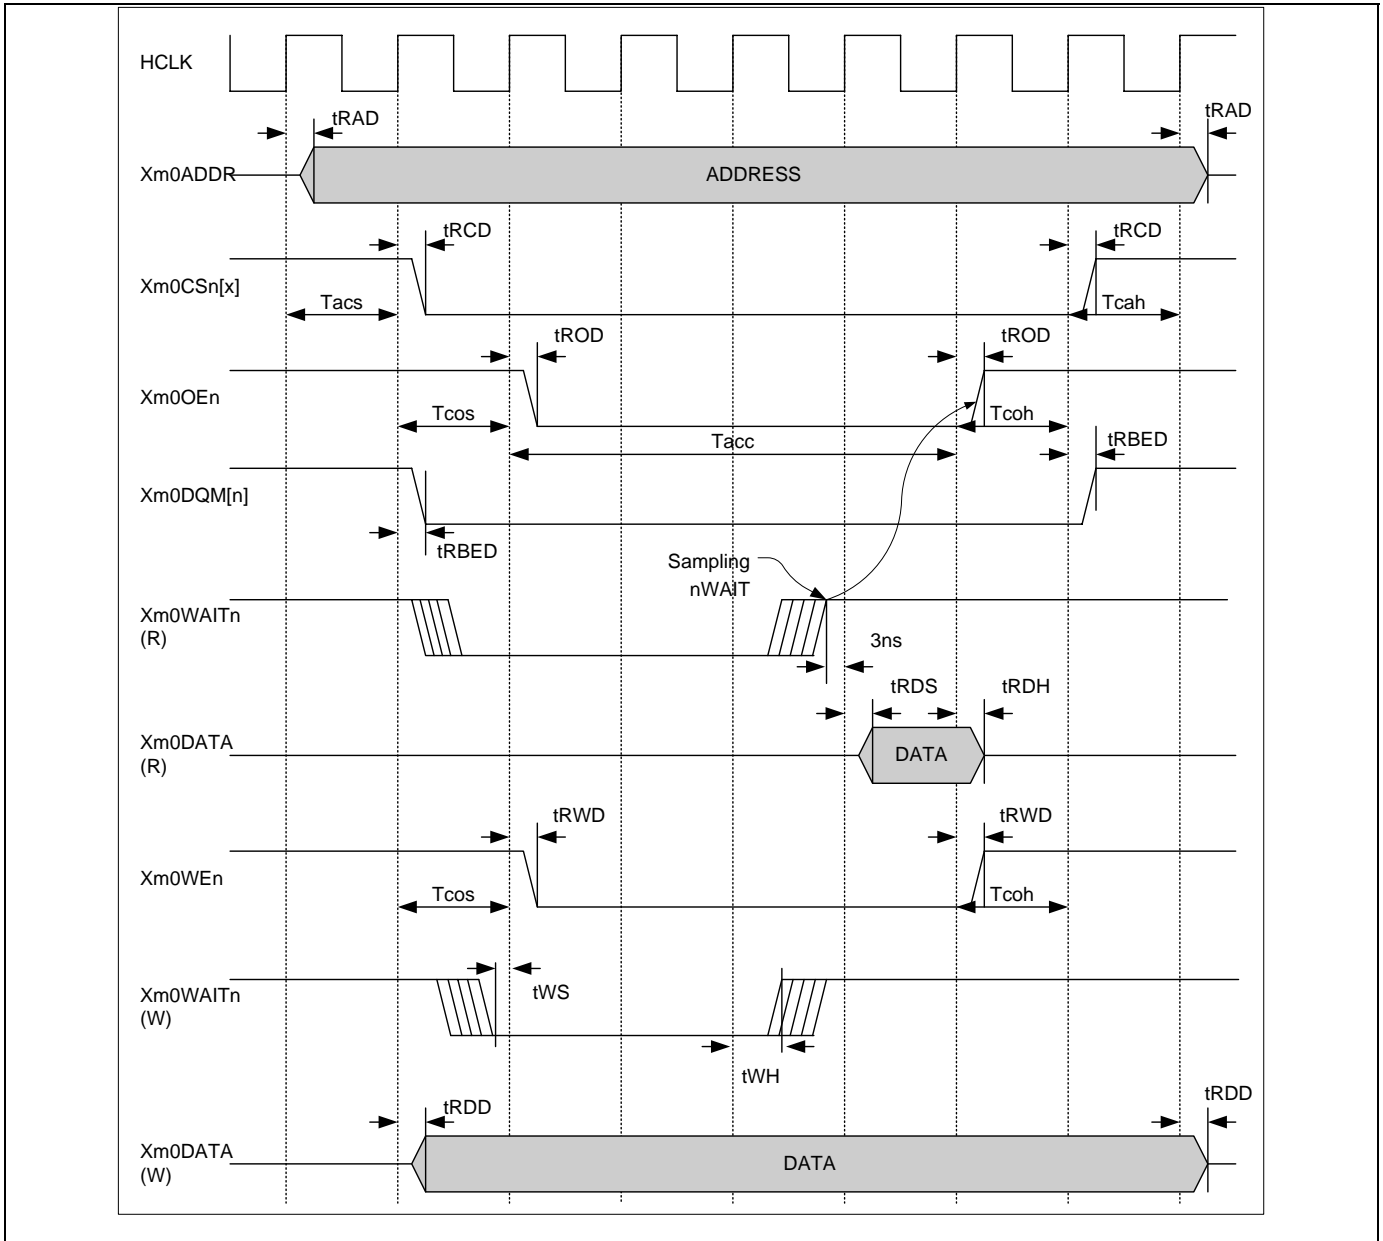 HCLK
tRAD
tRAD
Xm0ADDR
ADDRESS
tRCD
tRCD
Xm0CSn[x]
Tacs
Tcah
tROD
tROD
Xm0OEn
Tcos
Tcoh
Tacc
tRBED
Xm0DQM[n]
tRBED
Sampling
nWAIT
Xm0WAITn
(R)
3ns
tRDS
tRDH
Xm0DATA
(R)
DATA
tRWD
tRWD
Xm0WEn
Tcos
Tcoh
Xm0WAITn
(W)
tWS
tWH
tRDD
tRDD
Xm0DATA
(W)
DATA